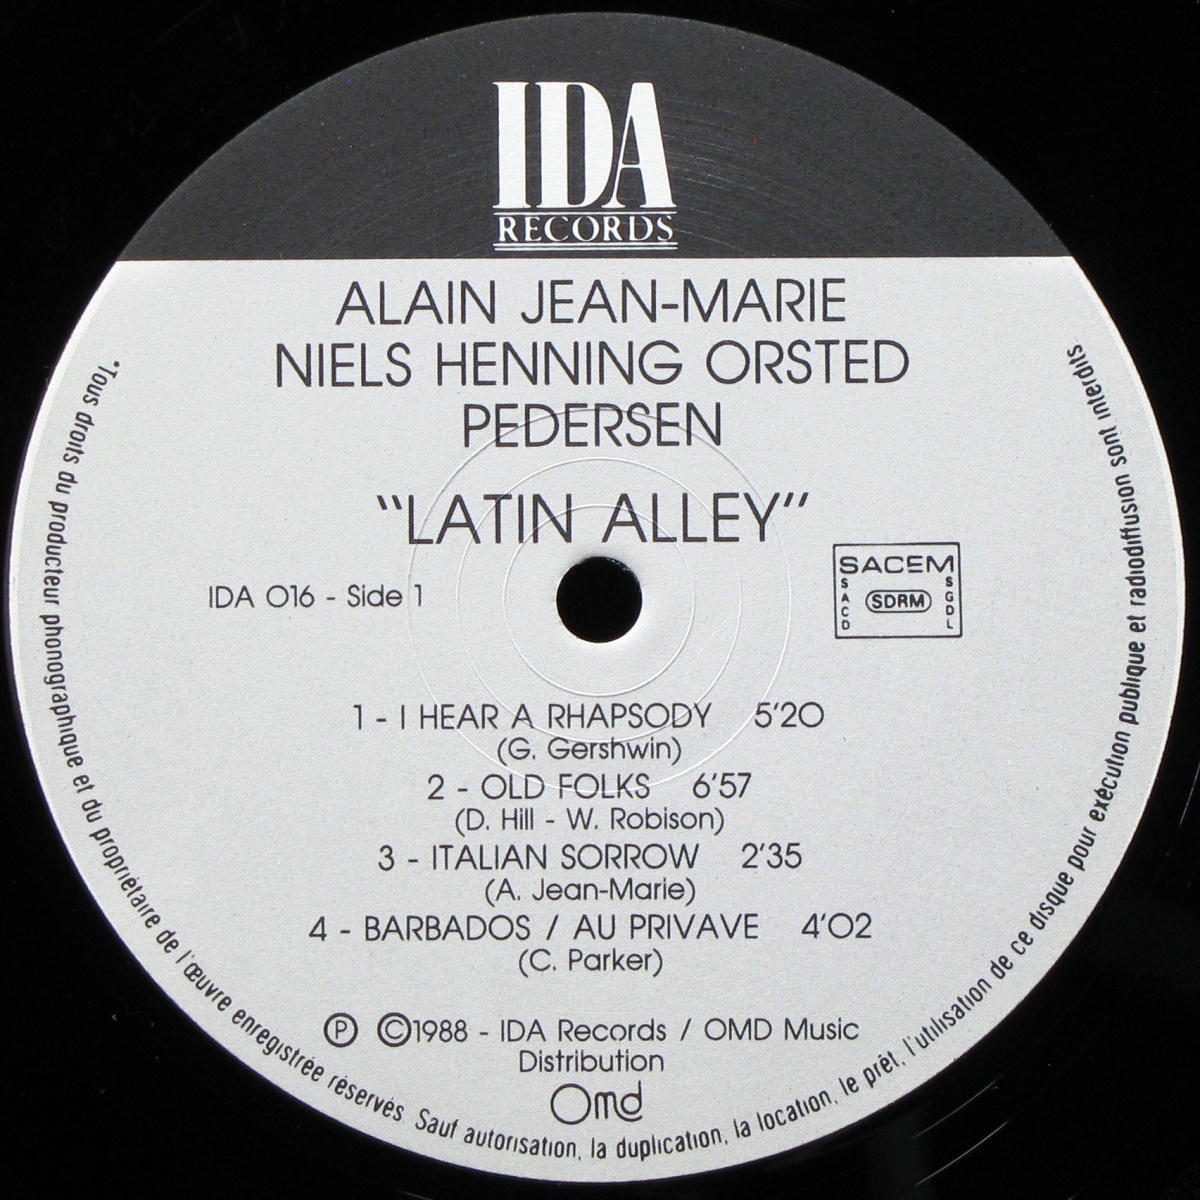 IDA
RECORDS
ALAIN JEAN-MARIE
NIELS HENNING ORSTED
PEDERSEN
"LATIN ALLEY"
IDA 016 - Side 1
SACEM
SACD
SDRM
SGDL
1 - I HEAR A RHAPSODY 5'20
(G. Gershwin)
2 - OLD FOLKS 6'57
(D. Hill - W. Robison)
3 - ITALIAN SORROW 2'35
(A. Jean-Marie)
4 - BARBADOS / AU PRIVAVE 4'02
(C. Parker)
Ⓟ ©1988 - IDA Records / OMD Music
Distribution
Omd
"Tous droits du producteur phonographique et du propriétaire de l'œuvre enregistrée réservés. Sauf autorisation, la duplication, la location, le prêt, l'utilisation de ce disque pour exécution publique et radiodiffusion sont interdits